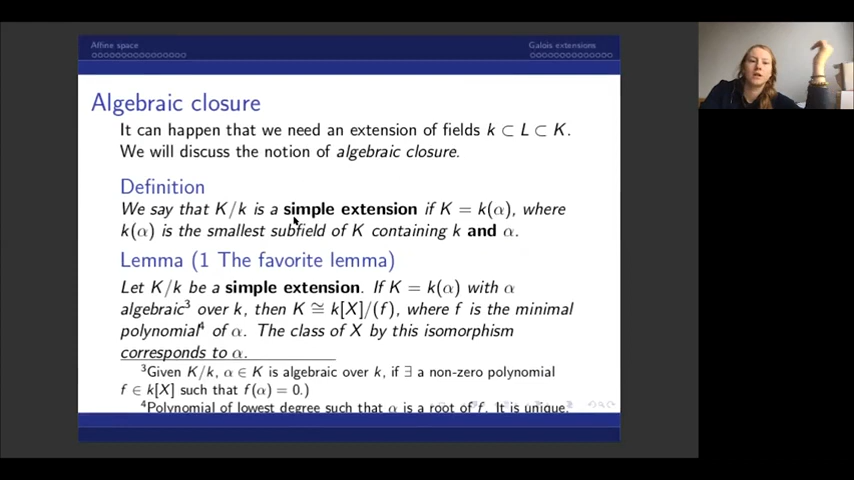 Affine space
Galois extensions
Algebraic closure
It can happen that we need an extension of fields k ⊂ L ⊂ K.
We will discuss the notion of algebraic closure.
Definition
We say that K/k is a simple extension if K = k(α), where
k(α) is the smallest subfield of K containing k and α.
Lemma (1 The favorite lemma)
Let K/k be a simple extension. If K = k(α) with α
algebraic³ over k, then K ≅ k[X]/(f), where f is the minimal
polynomial⁴ of α. The class of X by this isomorphism
corresponds to α.
³Given K/k, α ∈ K is algebraic over k, if ∃ a non-zero polynomial
f ∈ k[X] such that f(α) = 0.)
⁴Polynomial of lowest degree such that α is a root of f. It is unique.